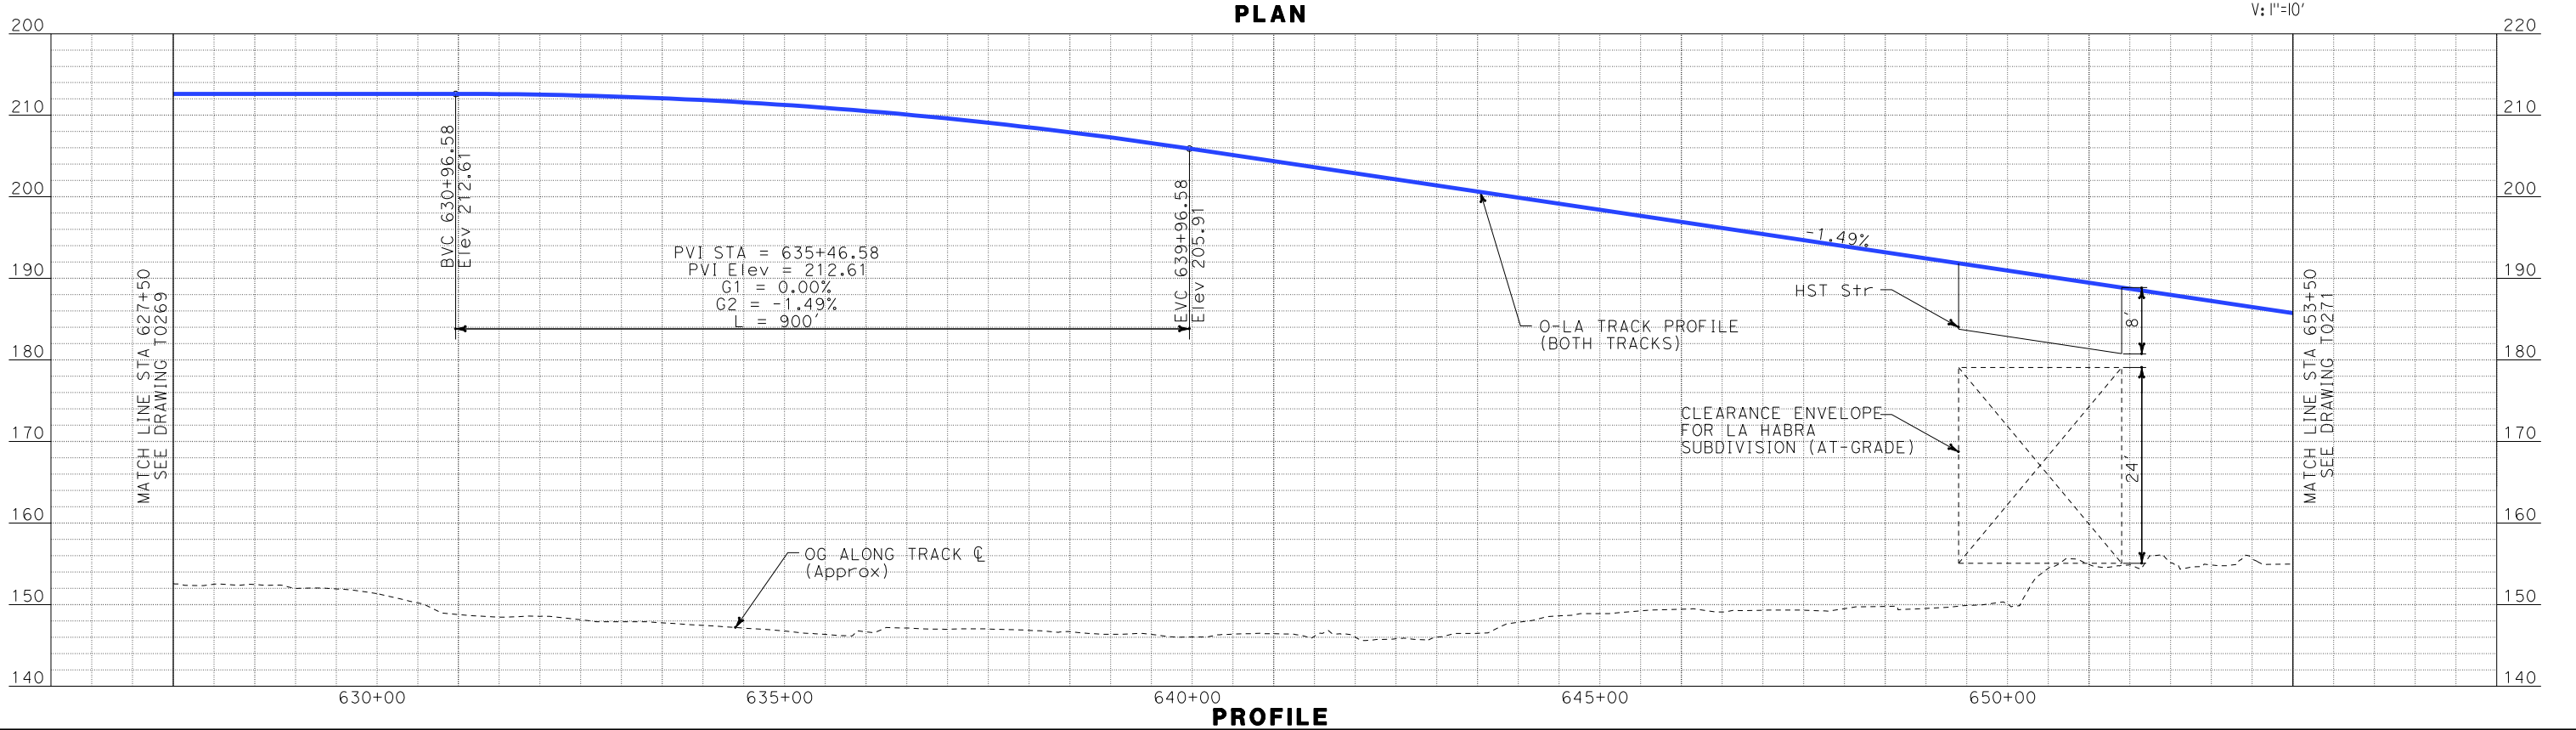 PLAN
V: 1"=10'
200
220
210
210
200
200
190
190
180
180
170
170
160
160
150
150
140
140
MATCH LINE STA 627+50
SEE DRAWING T0269
BVC 630+96.58
Elev 212.61
PVI STA = 635+46.58
PVI Elev = 212.61
G1 = 0.00%
G2 = -1.49%
L = 900'
EVC 639+96.58
Elev 205.91
O-LA TRACK PROFILE
(BOTH TRACKS)
-1.49%
HST Str
8'
CLEARANCE ENVELOPE
FOR LA HABRA
SUBDIVISION (AT-GRADE)
24'
MATCH LINE STA 653+50
SEE DRAWING T0271
OG ALONG TRACK ℄
(Approx)
630+00
635+00
640+00
645+00
650+00
PROFILE